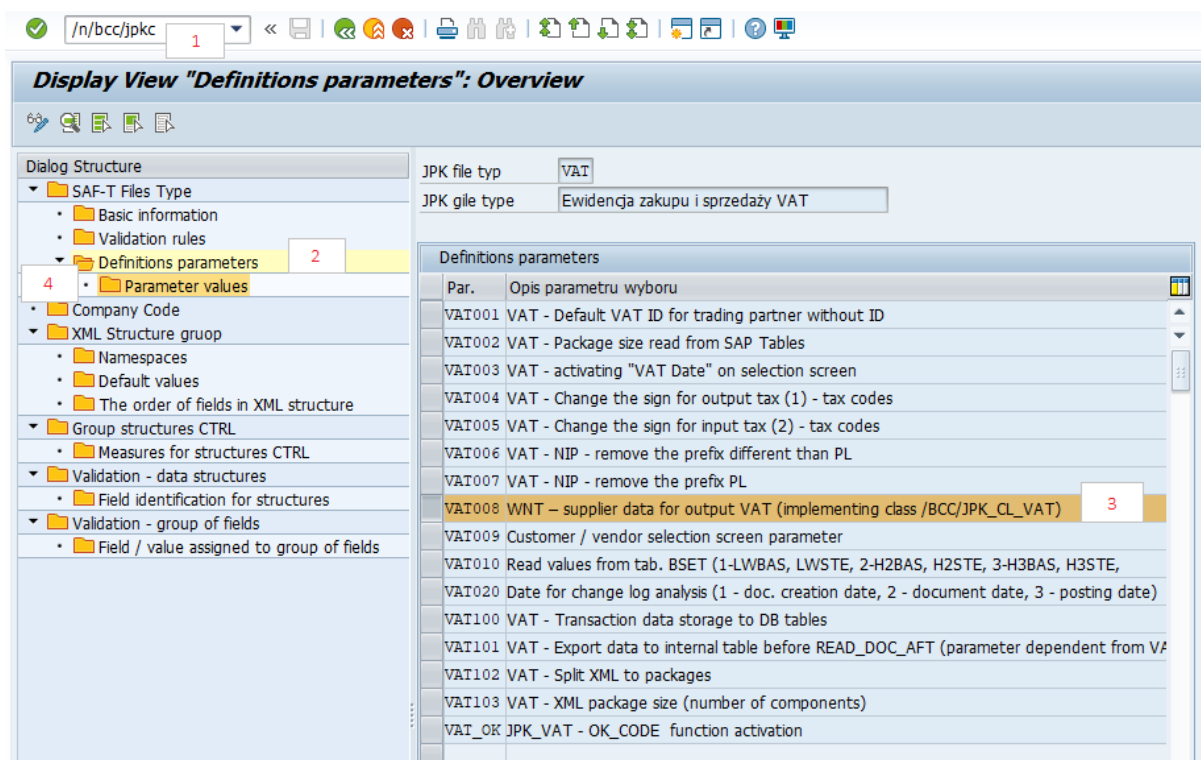 /n/bcc/jpkc
1
Display View "Definitions parameters": Overview
Dialog Structure
SAF-T Files Type
Basic information
Validation rules
Definitions parameters
2
4
Parameter values
Company Code
XML Structure gruop
Namespaces
Default values
The order of fields in XML structure
Group structures CTRL
Measures for structures CTRL
Validation - data structures
Field identification for structures
Validation - group of fields
Field / value assigned to group of fields
JPK file typ VAT
JPK gile type Ewidencja zakupu i sprzedaży VAT
Definitions parameters
Par. Opis parametru wyboru
VAT001 VAT - Default VAT ID for trading partner without ID
VAT002 VAT - Package size read from SAP Tables
VAT003 VAT - activating "VAT Date" on selection screen
VAT004 VAT - Change the sign for output tax (1) - tax codes
VAT005 VAT - Change the sign for input tax (2) - tax codes
VAT006 VAT - NIP - remove the prefix different than PL
VAT007 VAT - NIP - remove the prefix PL
VAT008 WNT – supplier data for output VAT (implementing class /BCC/JPK_CL_VAT) 3
VAT009 Customer / vendor selection screen parameter
VAT010 Read values from tab. BSET (1-LWBAS, LWSTE, 2-H2BAS, H2STE, 3-H3BAS, H3STE,
VAT020 Date for change log analysis (1 - doc. creation date, 2 - document date, 3 - posting date)
VAT100 VAT - Transaction data storage to DB tables
VAT101 VAT - Export data to internal table before READ_DOC_AFT (parameter dependent from VA
VAT102 VAT - Split XML to packages
VAT103 VAT - XML package size (number of components)
VAT_OK JPK_VAT - OK_CODE function activation